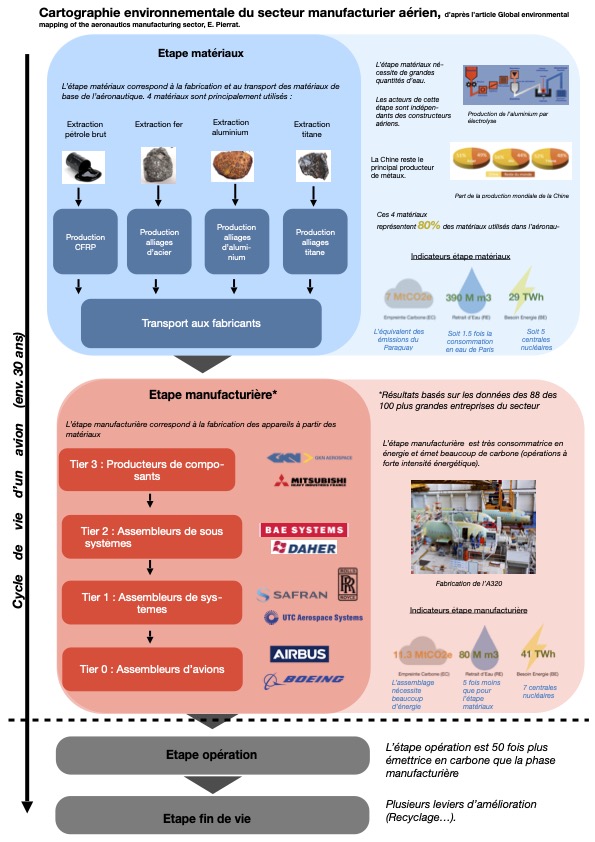 Cartographie environnementale du secteur manufacturier aérien, d'après l'article Global environmental
mapping of the aeronautics manufacturing sector, E. Pierrat.
Cycle de vie d'un avion (env. 30 ans)
Etape matériaux
L'étape matériaux correspond à la fabrication et au transport des matériaux de
base de l'aéronautique. 4 matériaux sont principalement utilisés :
Extraction
pétrole brut
Extraction fer
Extraction
aluminium
Extraction
titane
Production
CFRP
Production
alliages
d'acier
Production
alliages
d'alumi-
nium
Production
alliages
titane
Transport aux fabricants
L'étape matériaux né-
cessite de grandes
quantités d'eau.
Les acteurs de cette
étape sont indépen-
dants des constructeurs
aériens.
Production de l'aluminium par
électrolyse
La Chine reste le
principal producteur
de métaux.
Part de la production mondiale de la Chine
Ces 4 matériaux
représentent 80% des matériaux utilisés dans l'aéronau-
Indicateurs étape matériaux
7 MtCO2e
390 M m3
29 TWh
Empreinte Carbone (EC)
Retrait d'Eau (RE)
Besoin Energie (BE)
L'équivalent des
émissions du
Paraguay
Soit 1.5 fois la
consommation
en eau de Paris
Soit 5
centrales
nucléaires
Etape manufacturière*
L'étape manufacturière correspond à la fabrication des appareils à partir des
matériaux
Tier 3 : Producteurs de compo-
sants
GKN
GKN AEROSPACE
MITSUBISHI
HEAVY INDUSTRIES FRANCE
Tier 2 : Assembleurs de sous
systèmes
BAE SYSTEMS
DAHER
Tier 1 : Assembleurs de sys-
tèmes
SAFRAN
ROLLS
RR
ROYCE
UTC Aerospace Systems
Tier 0 : Assembleurs d'avions
AIRBUS
BOEING
*Résultats basés sur les données des 88 des
100 plus grandes entreprises du secteur
L'étape manufacturière est très consommatrice en
énergie et émet beaucoup de carbone (opérations à
forte intensité énergétique).
Fabrication de l'A320
Indicateurs étape manufacturière
11,3 MtCO2e
80 M m3
41 TWh
Empreinte Carbone (EC)
Retrait d'Eau (RE)
Besoin Energie (BE)
L'assemblage
nécessite
beaucoup
d'énergie
5 fois moins
que pour
l'étape
matériaux
7 centrales
nucléaires
Etape opération
L'étape opération est 50 fois plus
émettrice en carbone que la phase
manufacturière
Etape fin de vie
Plusieurs leviers d'amélioration
(Recyclage…).